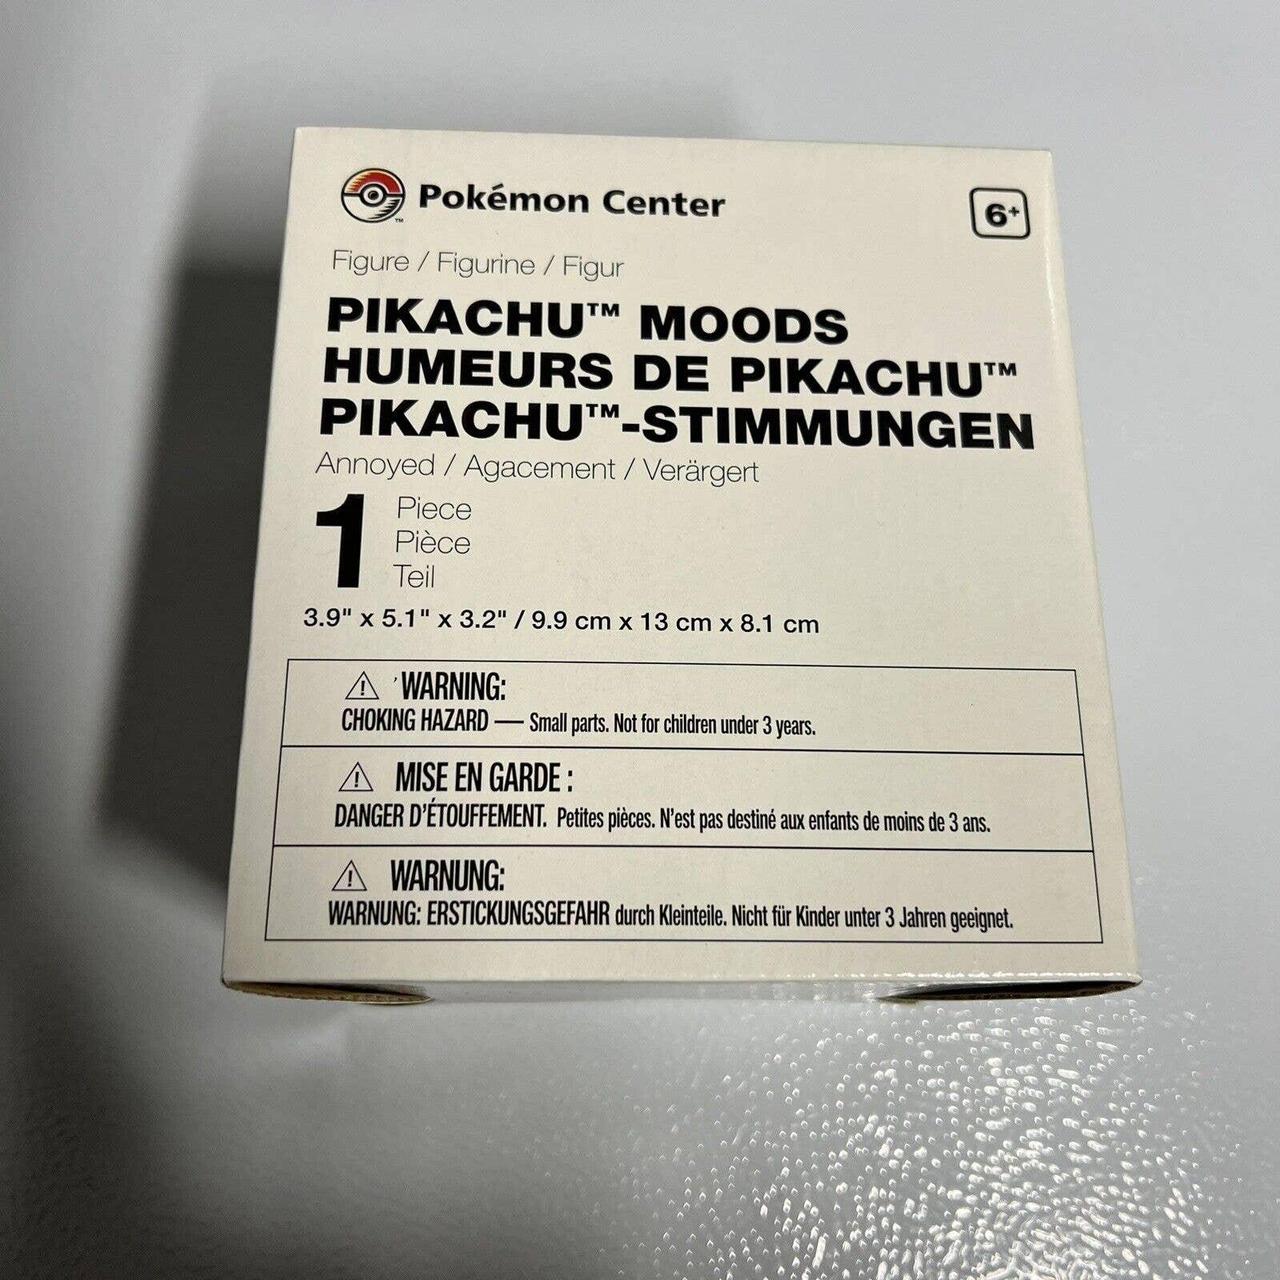 Pokémon Center
6+
Figure / Figurine / Figur
PIKACHU™ MOODS
HUMEURS DE PIKACHU™
PIKACHU™-STIMMUNGEN
Annoyed / Agacement / Verärgert
1 Piece
Pièce
Teil
3.9" x 5.1" x 3.2" / 9.9 cm x 13 cm x 8.1 cm
⚠ WARNING:
CHOKING HAZARD — Small parts. Not for children under 3 years.
⚠ MISE EN GARDE :
DANGER D'ÉTOUFFEMENT. Petites pièces. N'est pas destiné aux enfants de moins de 3 ans.
⚠ WARNUNG:
WARNUNG: ERSTICKUNGSGEFAHR durch Kleinteile. Nicht für Kinder unter 3 Jahren geeignet.